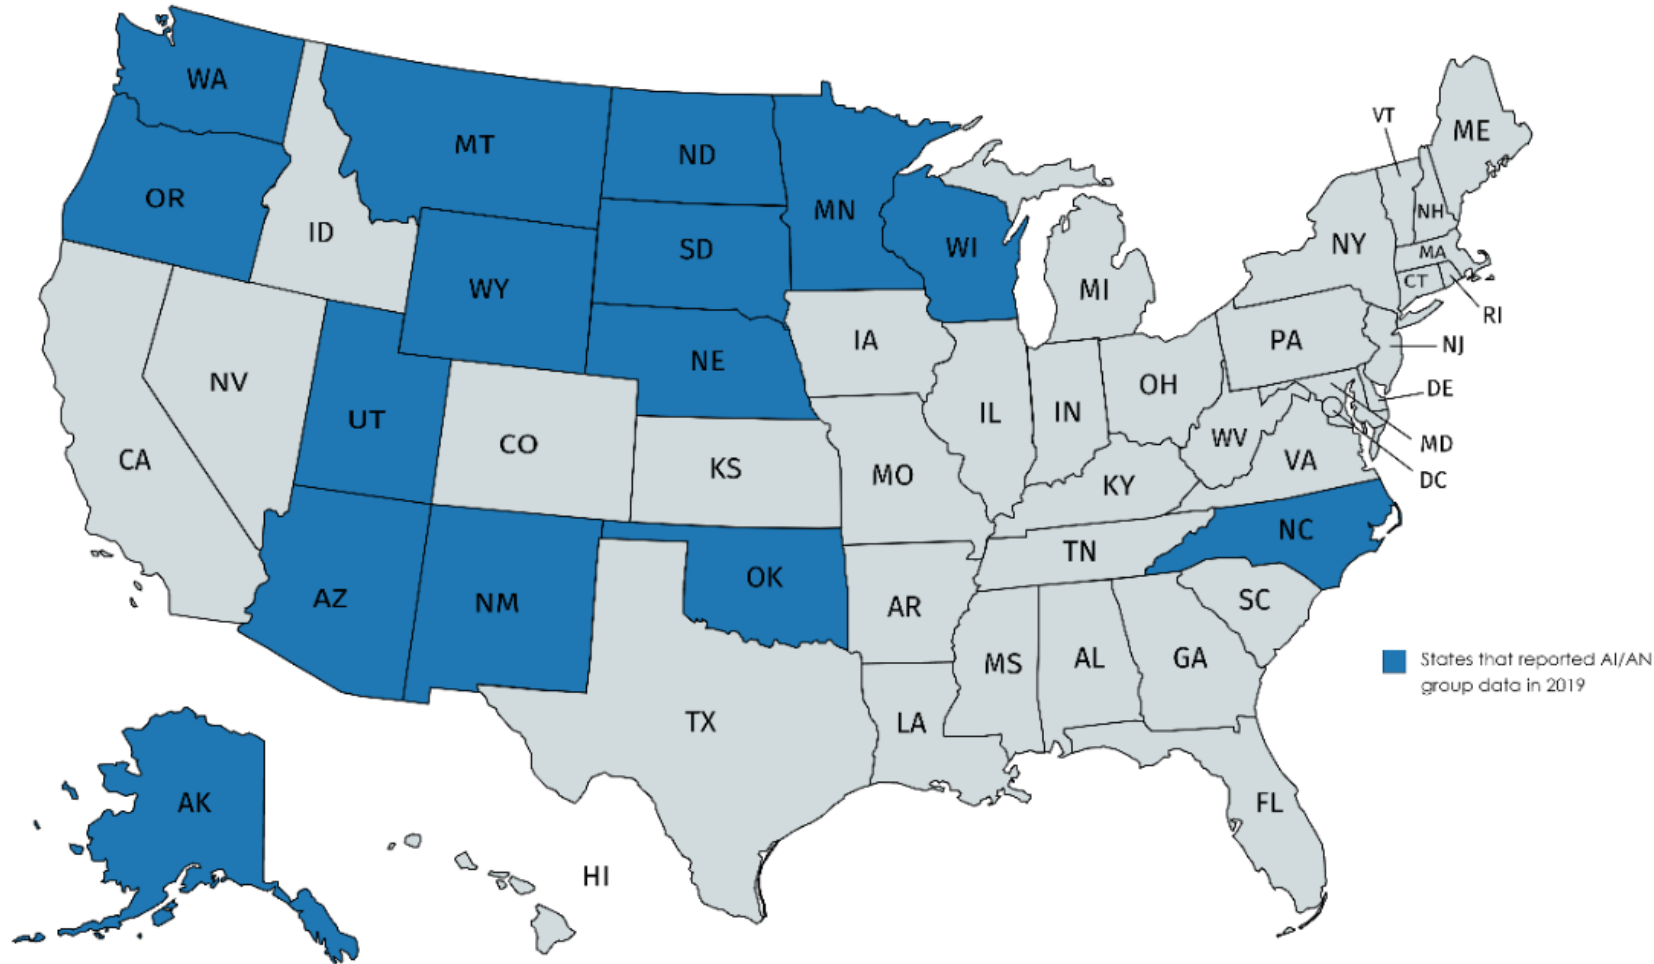 WA
MT
ND
MN
OR
ID
SD
WI
WY
VT
ME
NH
NY
MA
CT
RI
MI
IA
NE
PA
NJ
NV
UT
CO
IL
IN
OH
DE
CA
KS
MO
WV
VA
MD
KY
DC
NC
TN
AZ
NM
OK
AR
SC
MS
AL
GA
States that reported AI/AN
group data in 2019
TX
LA
AK
FL
HI